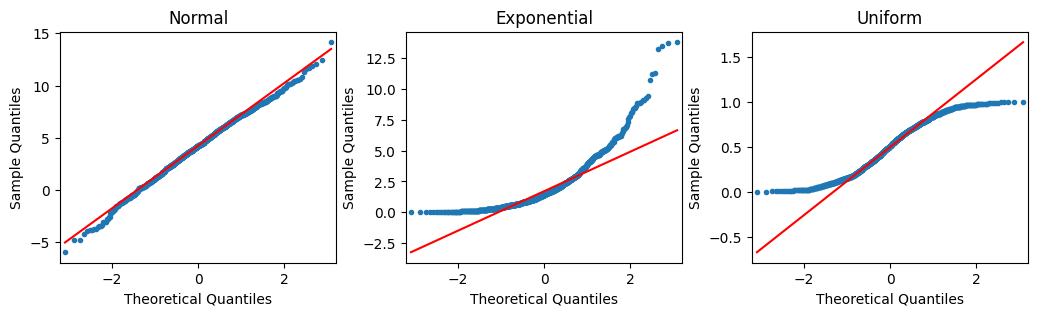 Normal
Exponential
Uniform
Sample Quantiles
15
10
5
0
−5
−2
0
2
Theoretical Quantiles
Sample Quantiles
12.5
10.0
7.5
5.0
2.5
0.0
−2.5
−2
0
2
Theoretical Quantiles
Sample Quantiles
1.5
1.0
0.5
0.0
−0.5
−2
0
2
Theoretical Quantiles